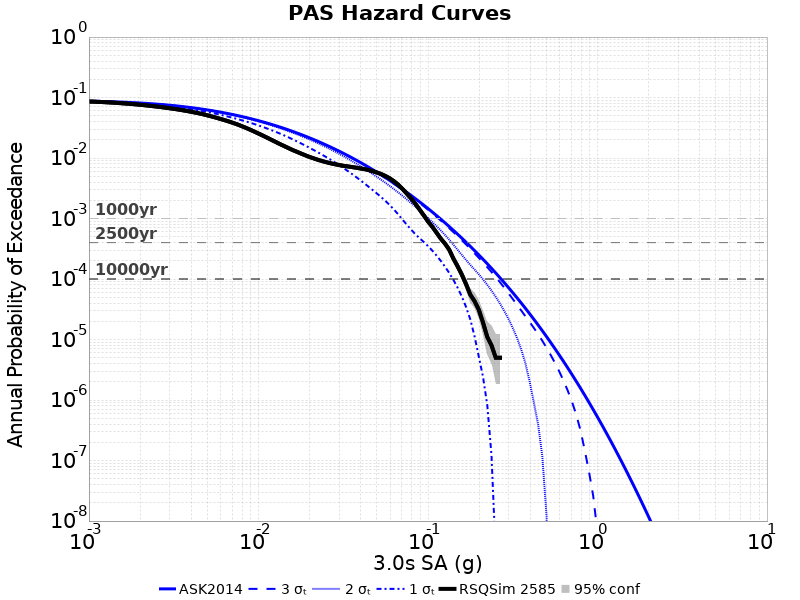 PAS Hazard Curves
Annual Probability of Exceedance
10^0
10^-1
10^-2
10^-3
10^-4
10^-5
10^-6
10^-7
10^-8
1000yr
2500yr
10000yr
10^-3 10^-2 10^-1 10^0 10^1
3.0s SA (g)
ASK2014 3 σₜ 2 σₜ 1 σₜ RSQSim 2585 95% conf